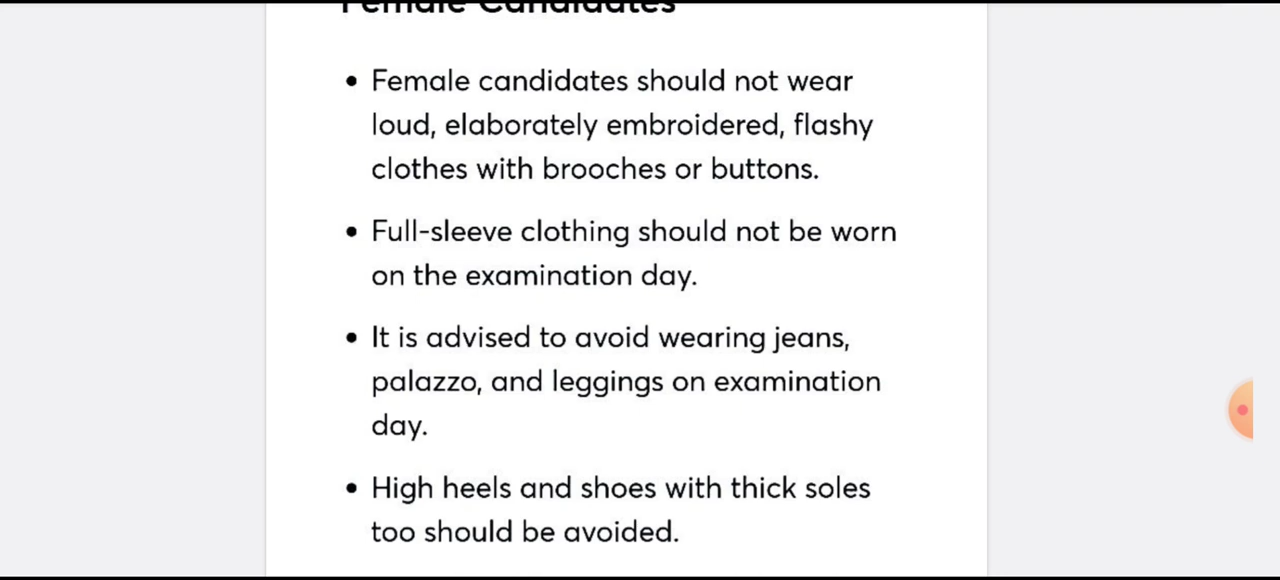 Female Candidates
• Female candidates should not wear
loud, elaborately embroidered, flashy
clothes with brooches or buttons.
• Full-sleeve clothing should not be worn
on the examination day.
• It is advised to avoid wearing jeans,
palazzo, and leggings on examination
day.
• High heels and shoes with thick soles
too should be avoided.